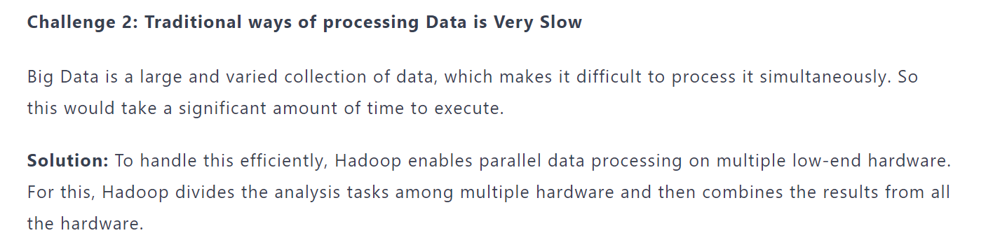 Challenge 2: Traditional ways of processing Data is Very Slow
Big Data is a large and varied collection of data, which makes it difficult to process it simultaneously. So
this would take a significant amount of time to execute.
Solution: To handle this efficiently, Hadoop enables parallel data processing on multiple low-end hardware.
For this, Hadoop divides the analysis tasks among multiple hardware and then combines the results from all
the hardware.